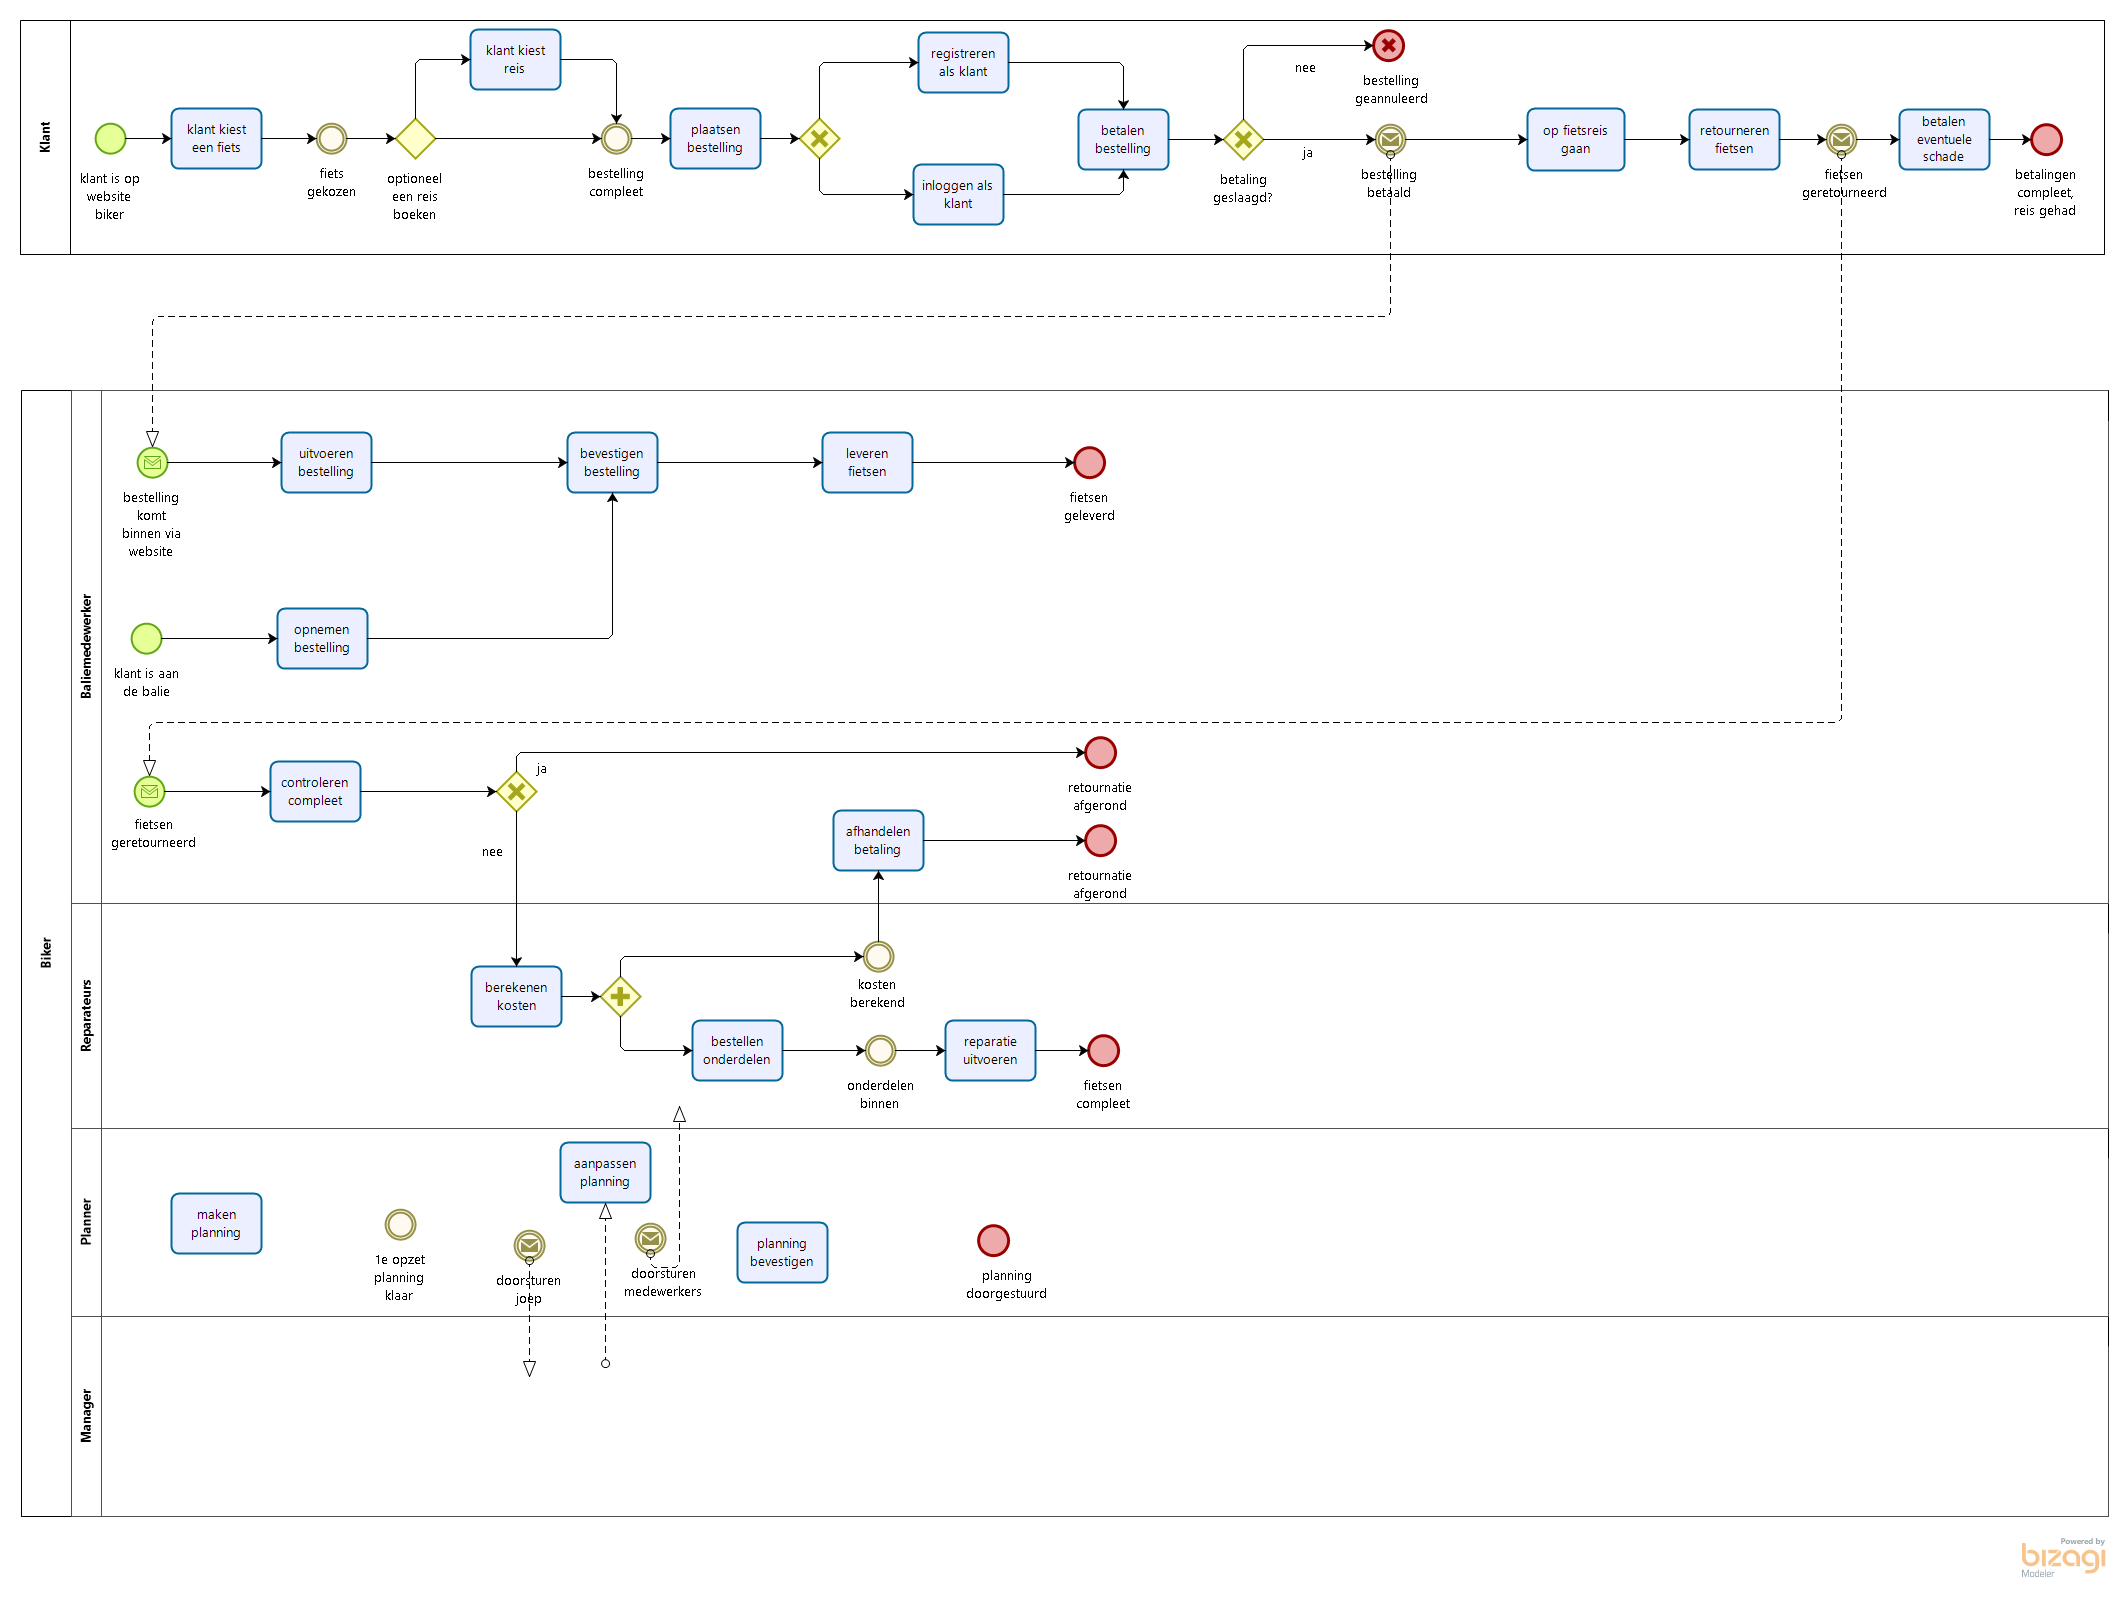 Klant
klant is op
website
biker
klant kiest
een fiets
fiets
gekozen
optioneel
een reis
boeken
klant kiest
reis
bestelling
compleet
plaatsen
bestelling
registreren
als klant
inloggen als
klant
betalen
bestelling
betaling
geslaagd?
nee
ja
bestelling
geannuleerd
bestelling
betaald
op fietsreis
gaan
retourneren
fietsen
fietsen
geretourneerd
betalen
eventuele
schade
betalingen
compleet,
reis gehad
Biker
Baliemedewerker
bestelling
komt
binnen via
website
uitvoeren
bestelling
bevestigen
bestelling
leveren
fietsen
fietsen
geleverd
klant is aan
de balie
opnemen
bestelling
fietsen
geretourneerd
controleren
compleet
ja
nee
retournatie
afgerond
afhandelen
betaling
retournatie
afgerond
Reparateurs
berekenen
kosten
kosten
berekend
bestellen
onderdelen
onderdelen
binnen
reparatie
uitvoeren
fietsen
compleet
Planner
maken
planning
1e opzet
planning
klaar
doorsturen
joep
aanpassen
planning
doorsturen
medewerkers
planning
bevestigen
planning
doorgestuurd
Manager
Powered by
bizagi
Modeler